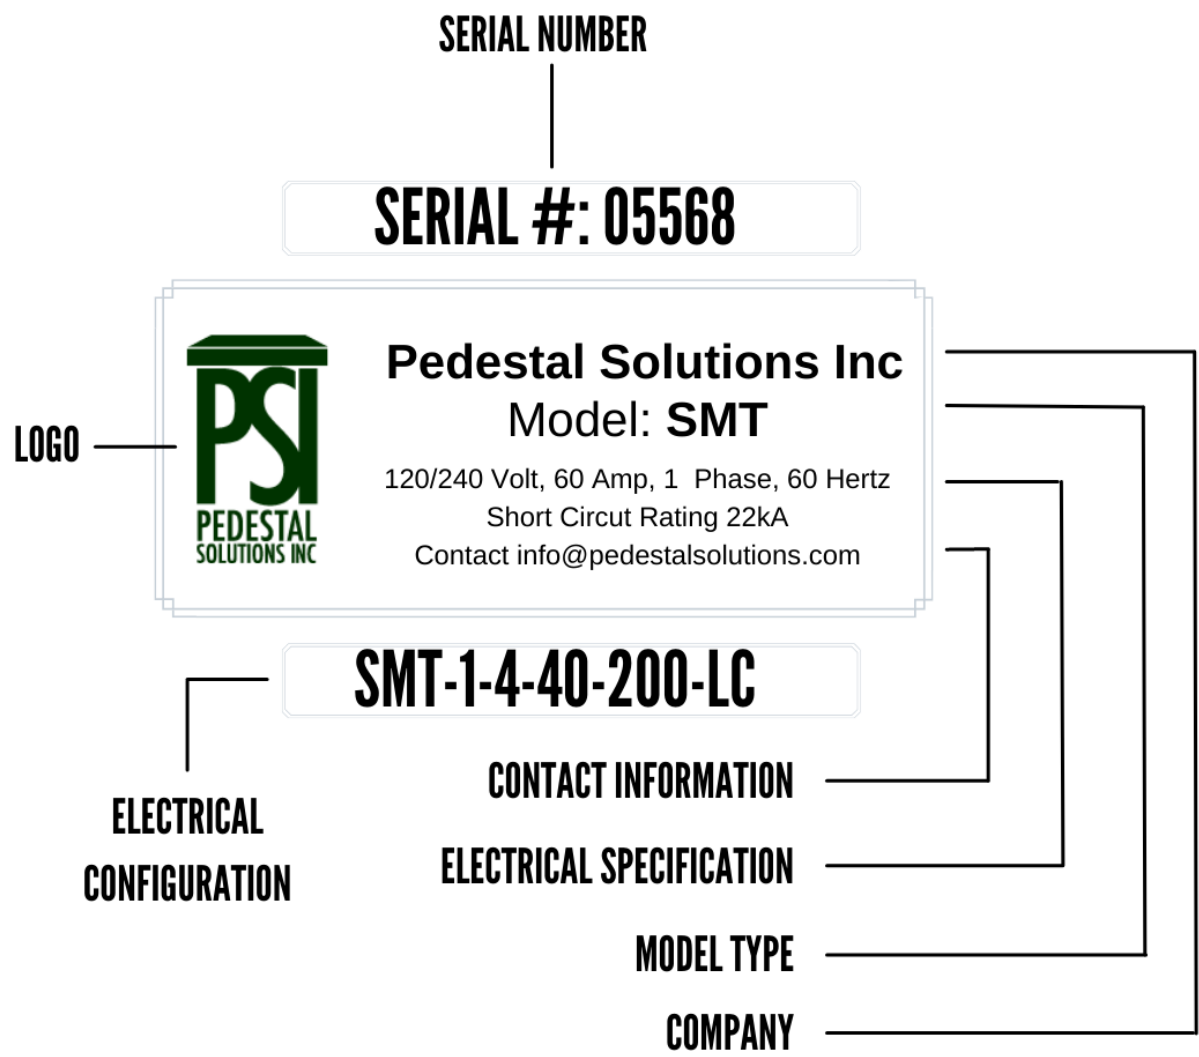 SERIAL NUMBER
SERIAL #: 05568
PSI
PEDESTAL
SOLUTIONS INC
Pedestal Solutions Inc
Model: SMT
120/240 Volt, 60 Amp, 1  Phase, 60 Hertz
Short Circut Rating 22kA
Contact info@pedestalsolutions.com
LOGO
SMT-1-4-40-200-LC
ELECTRICAL
CONFIGURATION
CONTACT INFORMATION
ELECTRICAL SPECIFICATION
MODEL TYPE
COMPANY